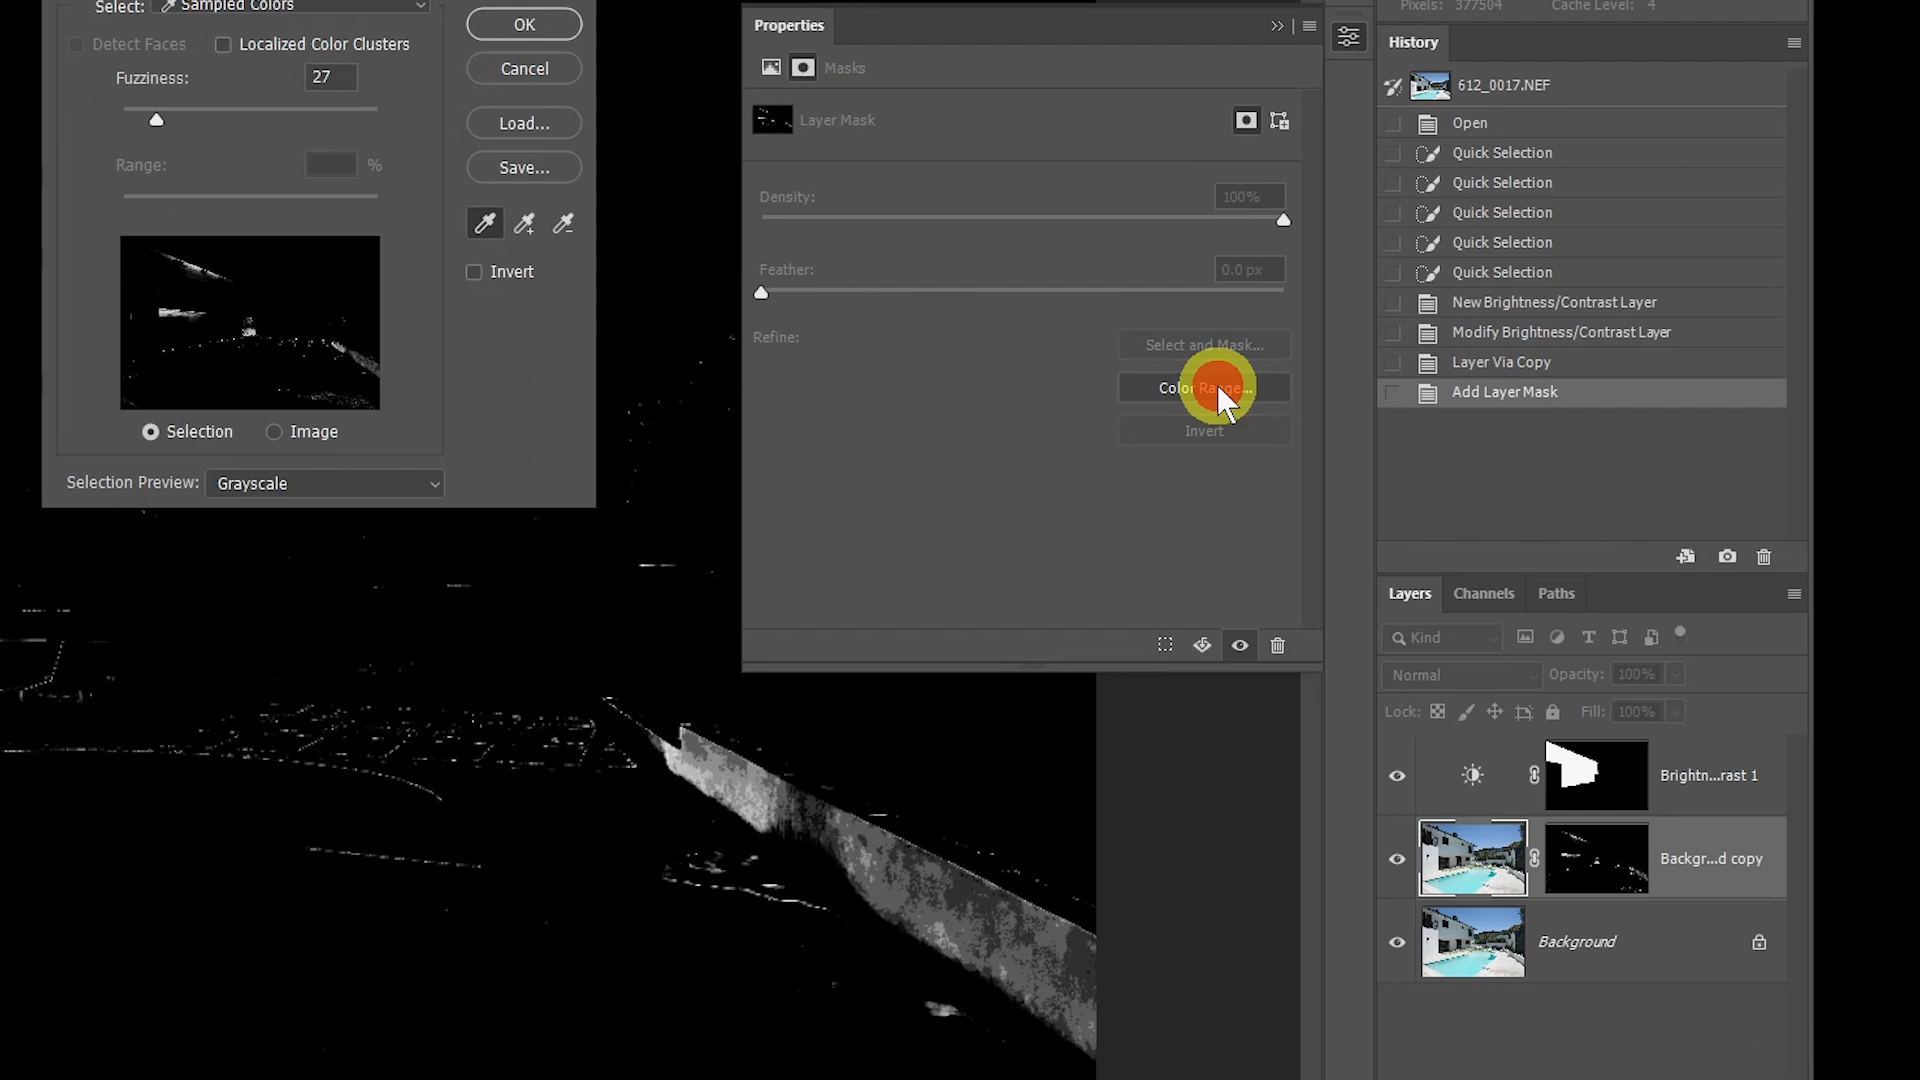 Select: Sampled Colors
Detect Faces
Localized Color Clusters
Fuzziness: 27
Range: %
Selection
Image
Selection Preview: Grayscale
OK
Cancel
Load...
Save...
Invert
Properties
Masks
Layer Mask
Density: 100%
Feather: 0.0 px
Refine:
Select and Mask...
Color Range...
Invert
Pixels: 377504 Cache Level: 4
History
612_0017.NEF
Open
Quick Selection
Quick Selection
Quick Selection
Quick Selection
Quick Selection
New Brightness/Contrast Layer
Modify Brightness/Contrast Layer
Layer Via Copy
Add Layer Mask
Layers Channels Paths
Kind
Normal Opacity: 100%
Lock: Fill: 100%
Brightn...rast 1
Backgr...d copy
Background